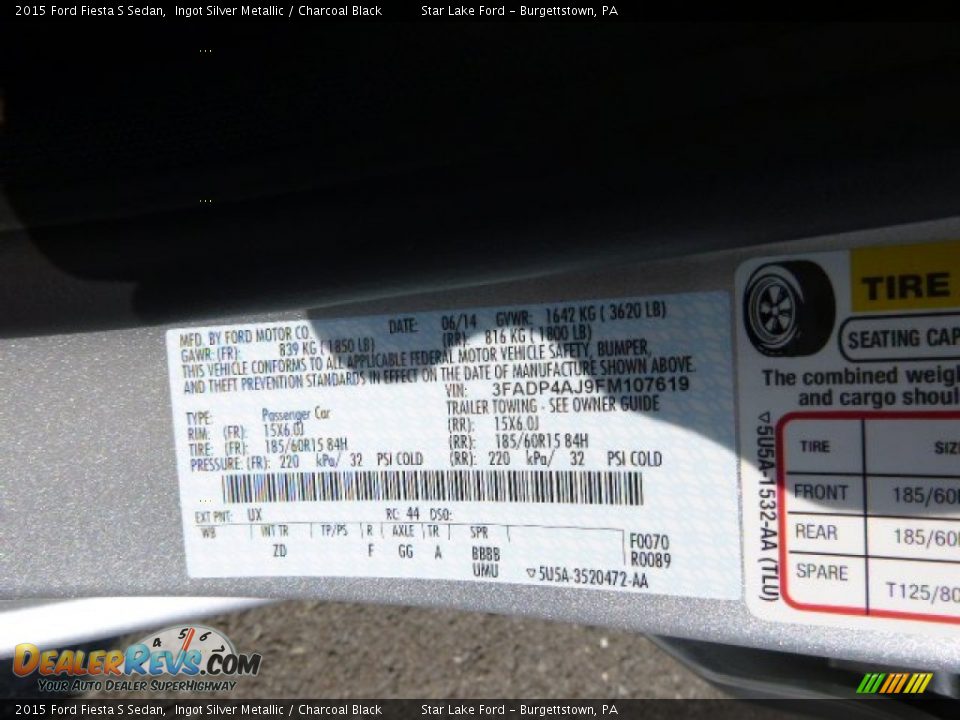 2015 Ford Fiesta S Sedan, Ingot Silver Metallic / Charcoal Black Star Lake Ford - Burgettstown, PA
...
...
MFD. BY FORD MOTOR CO. DATE: 06/14 GVWR: 1642 KG ( 3620 LB)
GAWR: (FR): 839 KG ( 1850 LB) (RR): 816 KG ( 1800 LB)
THIS VEHICLE CONFORMS TO ALL APPLICABLE FEDERAL MOTOR VEHICLE SAFETY, BUMPER,
AND THEFT PREVENTION STANDARDS IN EFFECT ON THE DATE OF MANUFACTURE SHOWN ABOVE.
VIN: 3FADP4AJ9FM107619
TYPE: Passenger Car TRAILER TOWING - SEE OWNER GUIDE
RIM: (FR): 15X6.0J (RR): 15X6.0J
TIRE: (FR): 185/60R15 84H (RR): 185/60R15 84H
PRESSURE: (FR): 220 kPa/ 32 PSI COLD (RR): 220 kPa/ 32 PSI COLD
...
EXT PNT: UX RC: 44 DSO:
WB INT TR TP/PS R AXLE TR SPR
ZD F GG A BBBB F0070
UMU R0089
▽5U5A-3520472-AA
TIRE
SEATING CAP
The combined weigh
and cargo shoul
▽5U5A-1532-AA (TLU)
TIRE SIZ
FRONT 185/60
REAR 185/60
SPARE T125/80
4 5 6
DEALERREVS.COM
YOUR AUTO DEALER SUPERHIGHWAY
2015 Ford Fiesta S Sedan, Ingot Silver Metallic / Charcoal Black Star Lake Ford - Burgettstown, PA